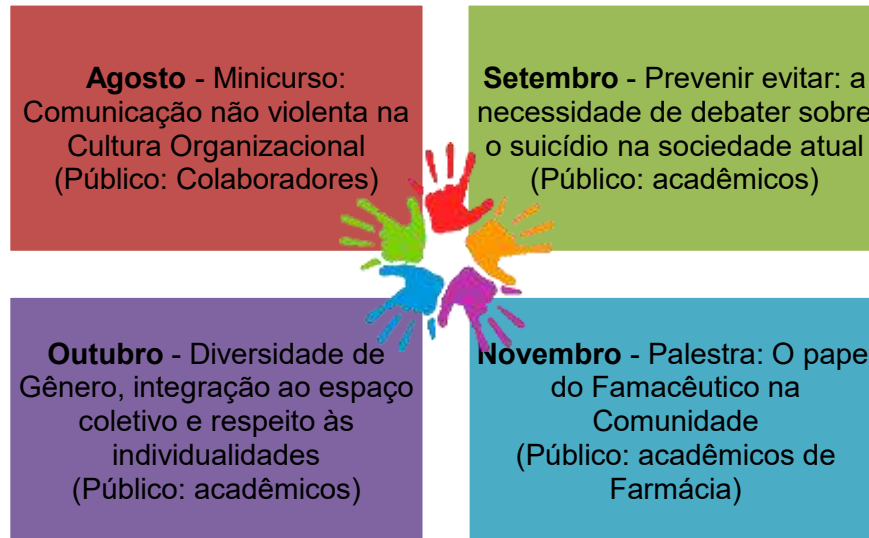 Agosto - Minicurso:
Comunicação não violenta na
Cultura Organizacional
(Público: Colaboradores)
Setembro - Prevenir evitar: a
necessidade de debater sobre
o suicídio na sociedade atual
(Público: acadêmicos)
Outubro - Diversidade de
Gênero, integração ao espaço
coletivo e respeito às
individualidades
(Público: acadêmicos)
Novembro - Palestra: O pape
do Famacêutico na
Comunidade
(Público: acadêmicos de
Farmácia)